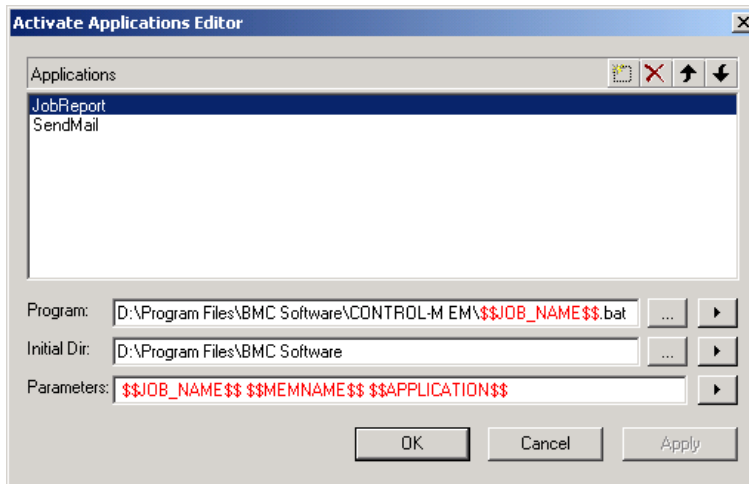 Activate Applications Editor
Applications
JobReport
SendMail
Program: D:\Program Files\BMC Software\CONTROL-M EM\$$JOB_NAME$$.bat ...
Initial Dir: D:\Program Files\BMC Software ...
Parameters: $$JOB_NAME$$ $$MEMNAME$$ $$APPLICATION$$
OK Cancel Apply